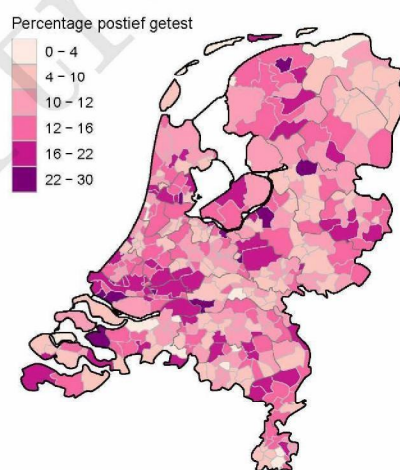 Percentage postief getest
0 – 4
4 – 10
10 – 12
12 – 16
16 – 22
22 – 30